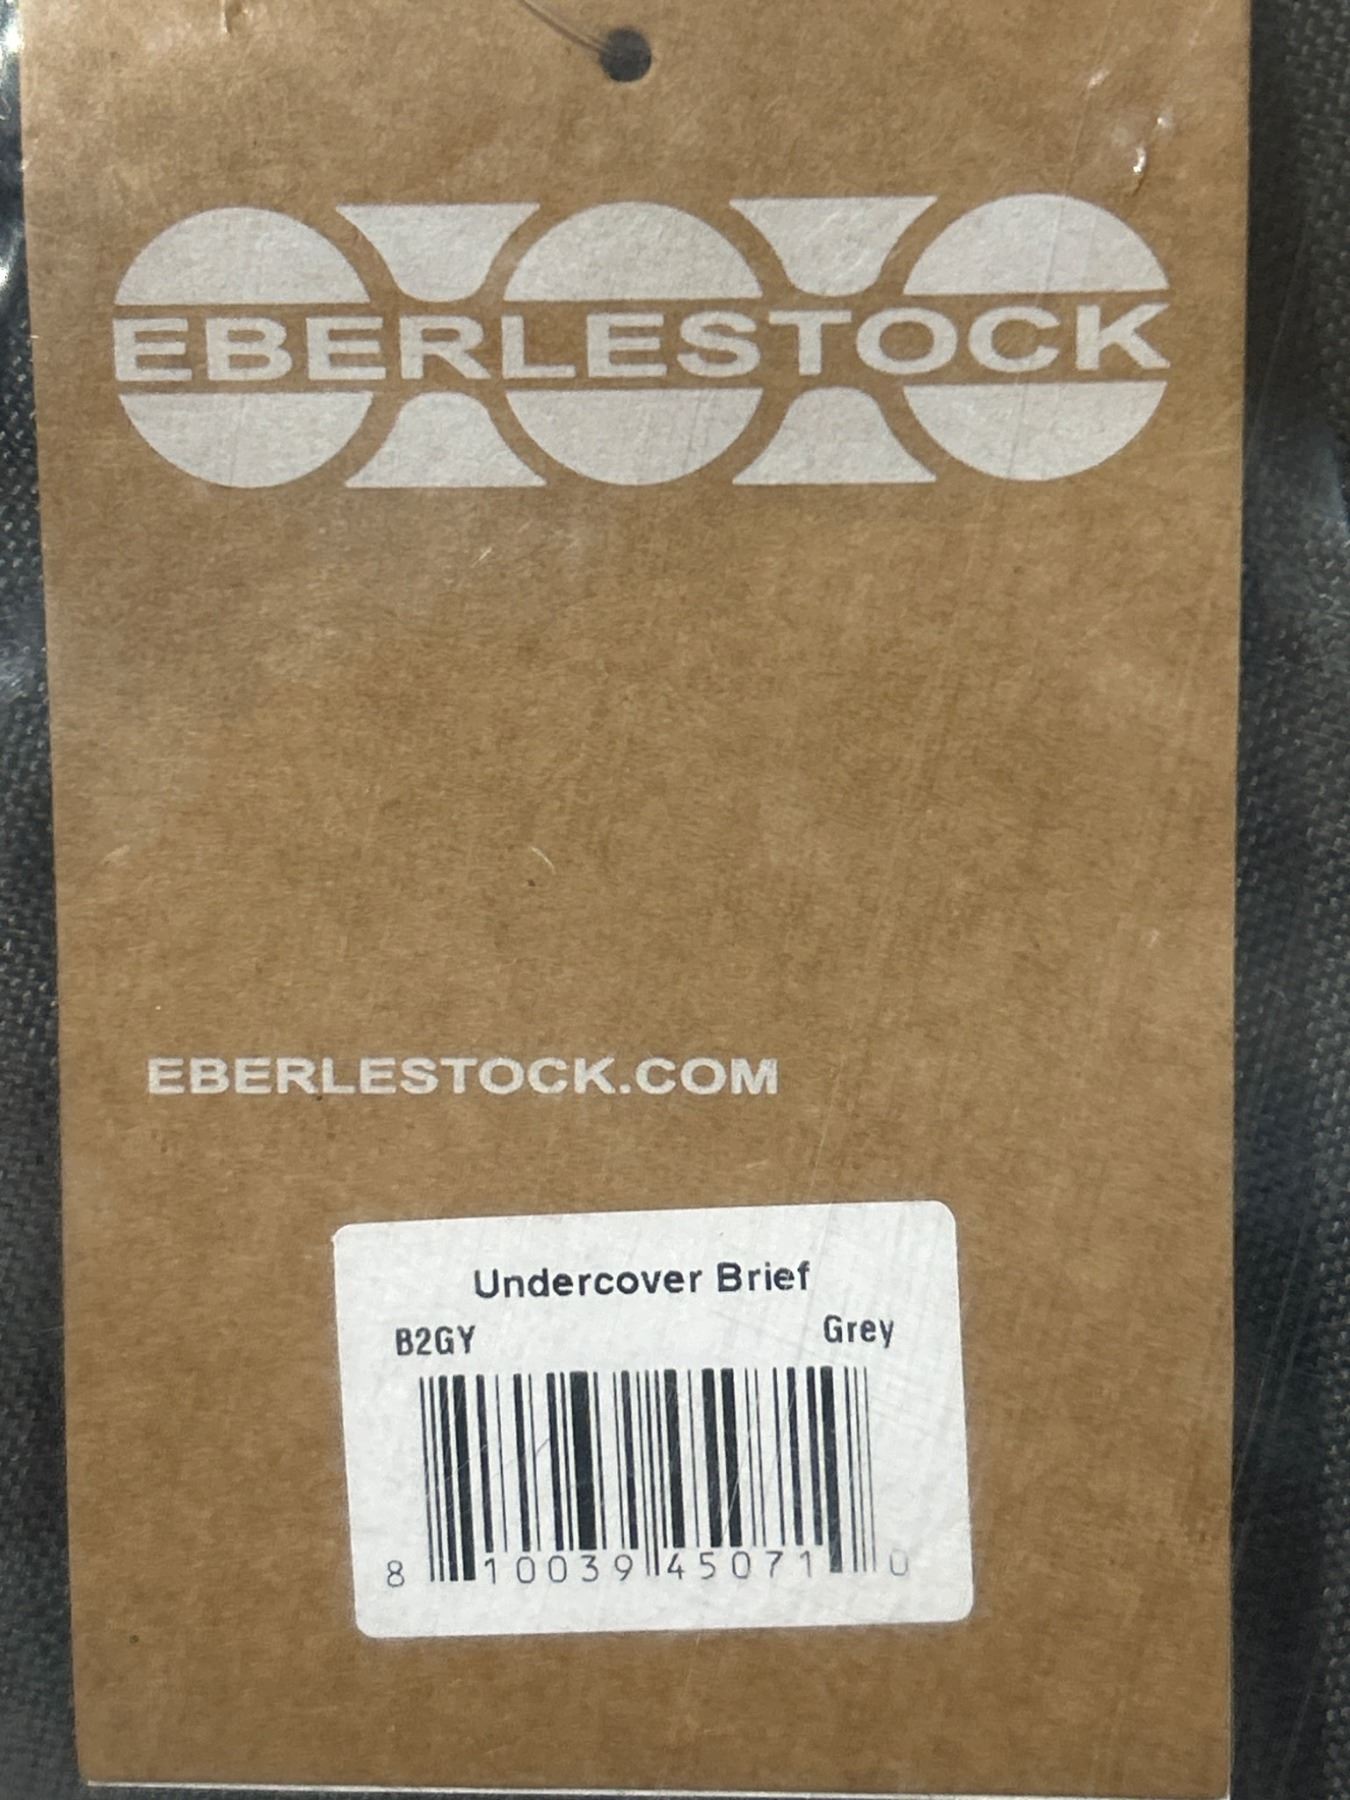 EBERLESTOCK
EBERLESTOCK.COM
Undercover Brief
B2GY Grey
8 10039 45071 0